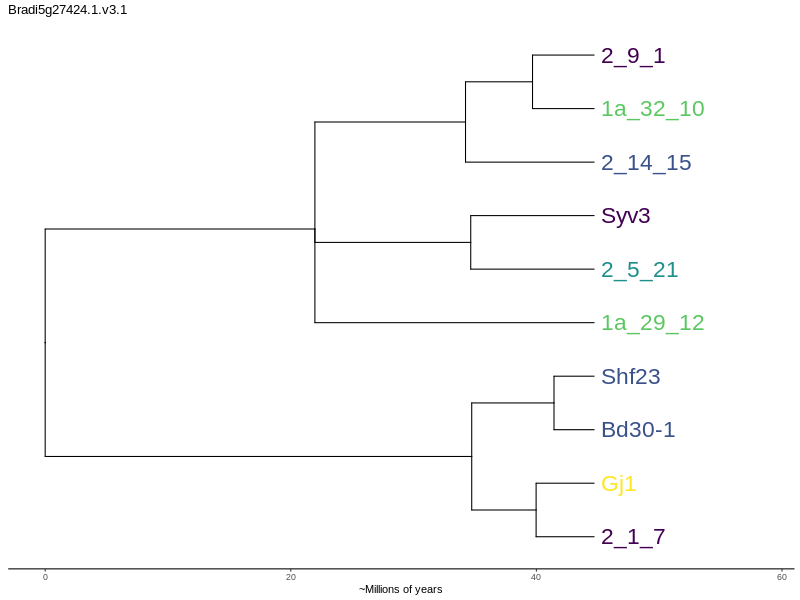 Bradi5g27424.1.v3.1
2_9_1
1a_32_10
2_14_15
Syv3
2_5_21
1a_29_12
Shf23
Bd30-1
Gj1
2_1_7
0 20 40 60
~Millions of years